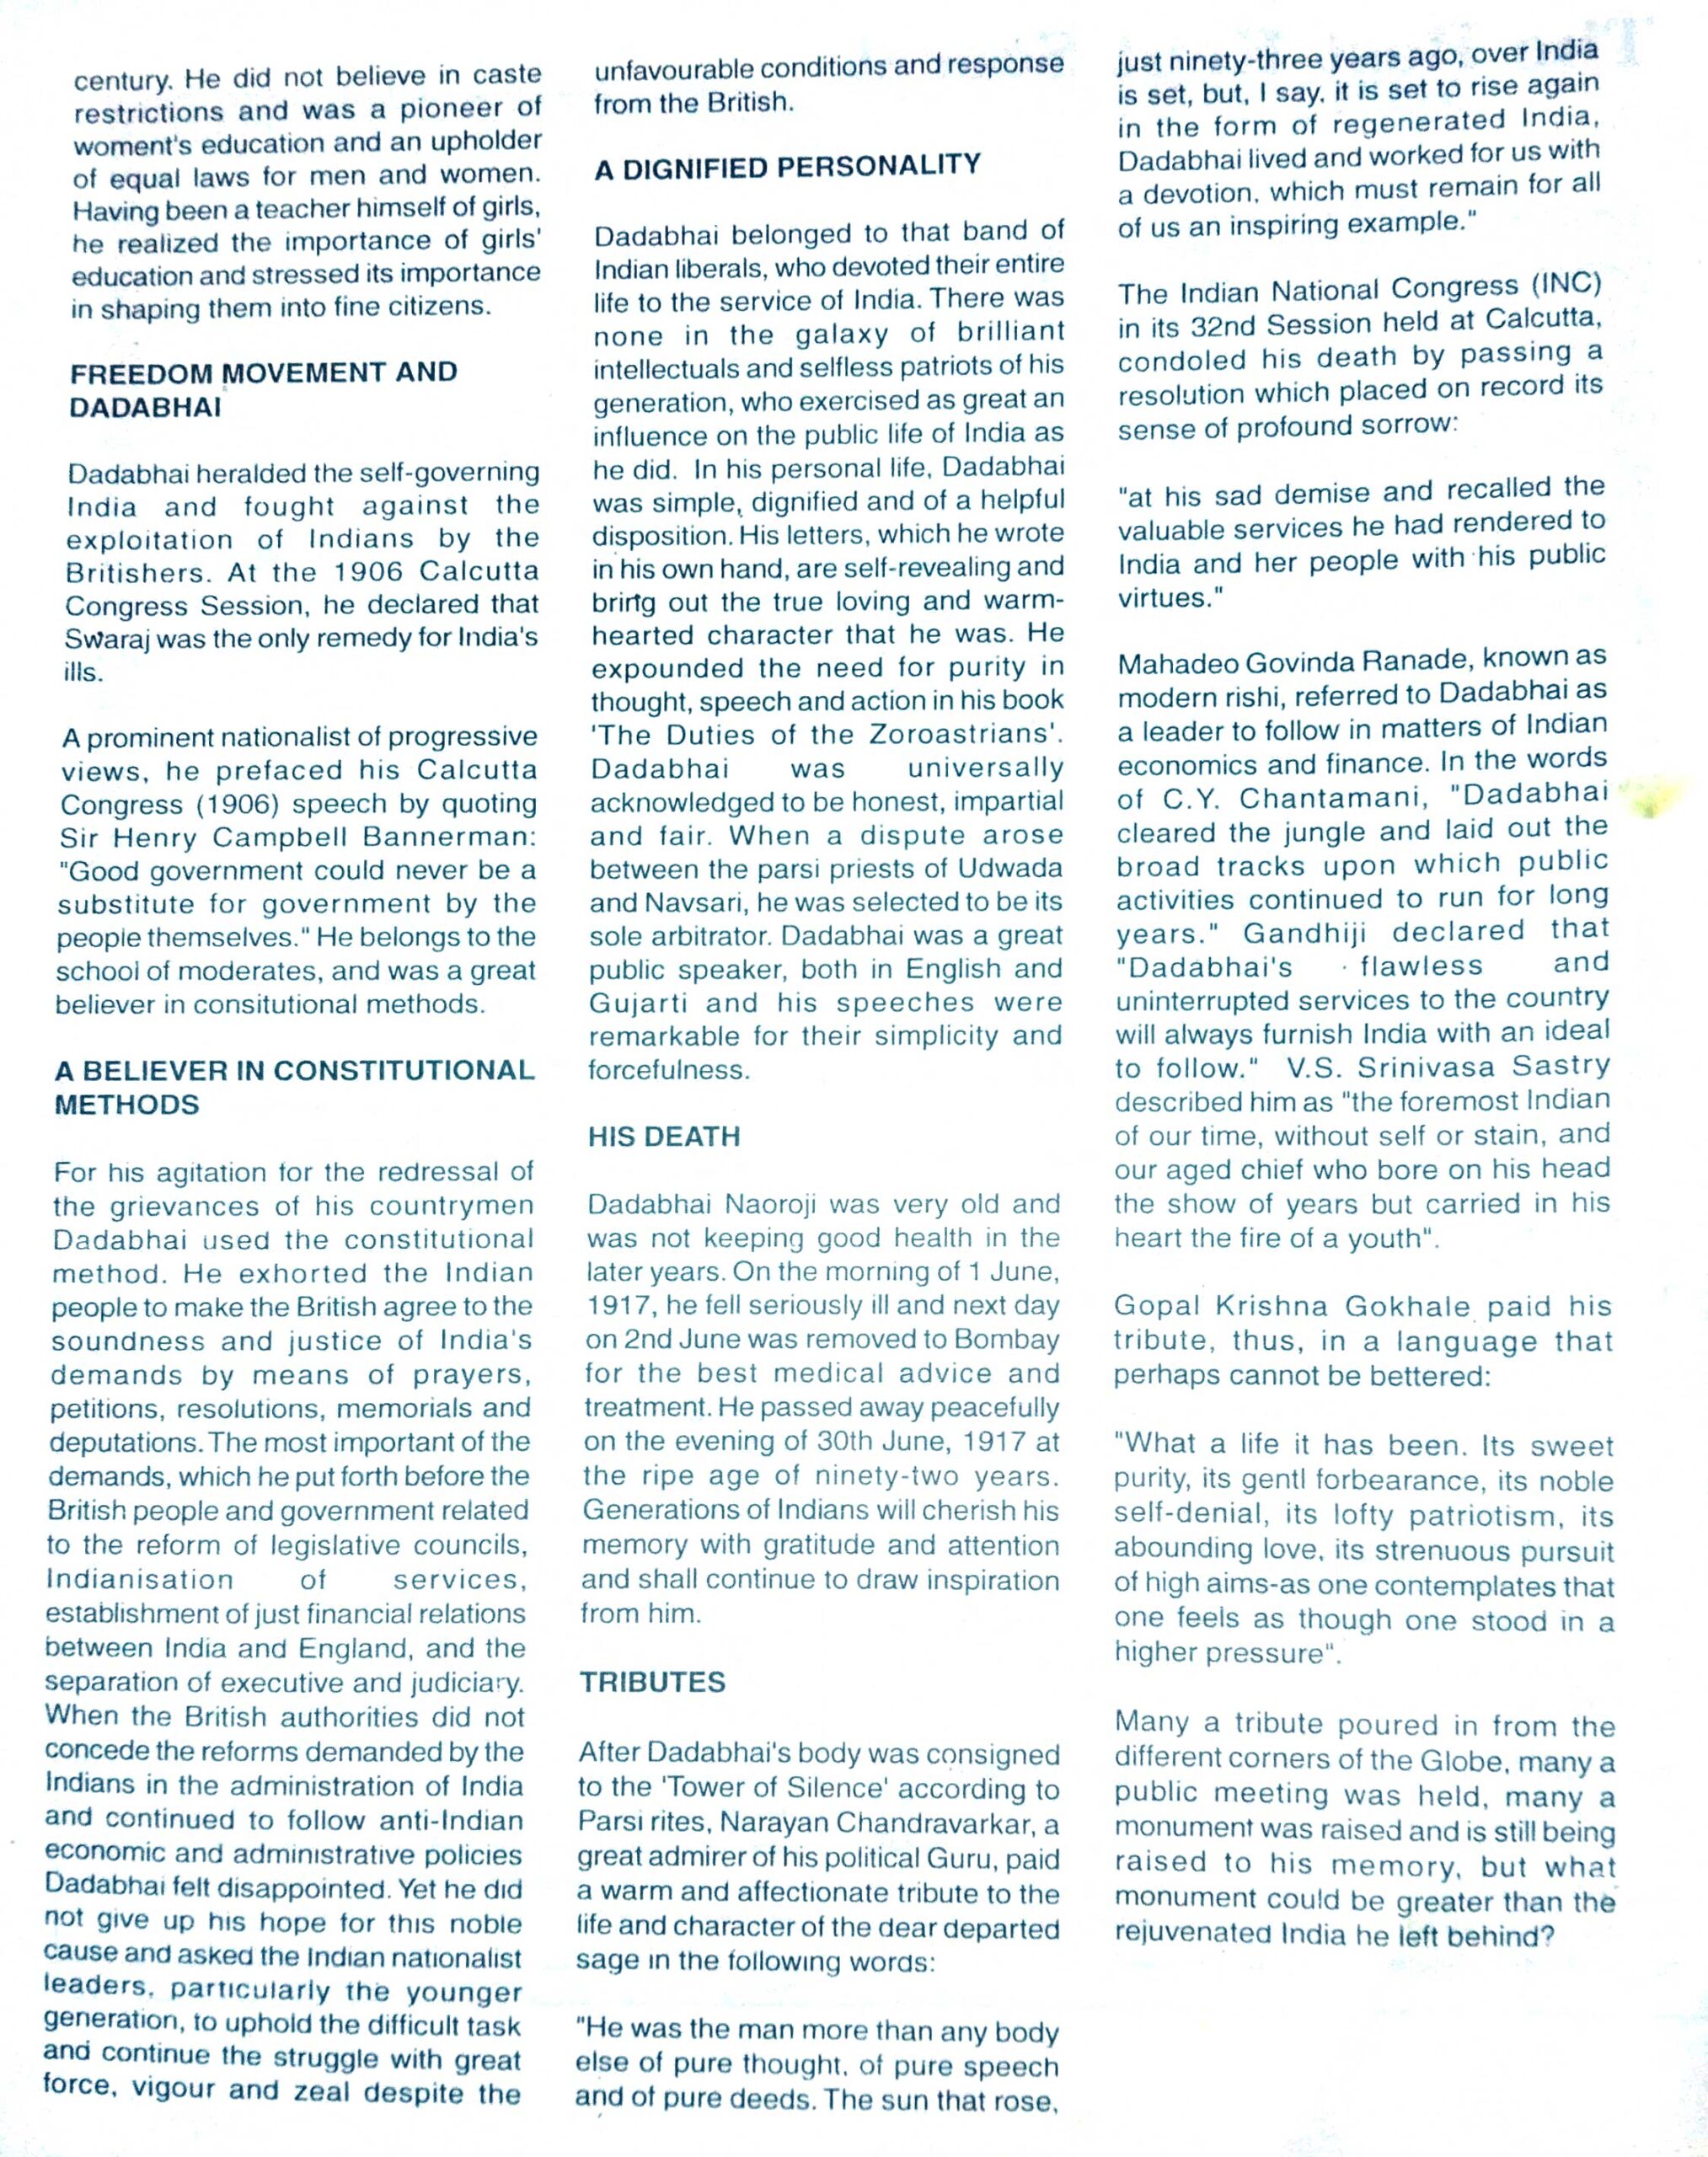 century. He did not believe in caste
restrictions and was a pioneer of
woment's education and an upholder
of equal laws for men and women.
Having been a teacher himself of girls,
he realized the importance of girls'
education and stressed its importance
in shaping them into fine citizens.
FREEDOM MOVEMENT AND
DADABHAI
Dadabhai heralded the self-governing
India and fought against the
exploitation of Indians by the
Britishers. At the 1906 Calcutta
Congress Session, he declared that
Swaraj was the only remedy for India's
ills.
A prominent nationalist of progressive
views, he prefaced his Calcutta
Congress (1906) speech by quoting
Sir Henry Campbell Bannerman:
"Good government could never be a
substitute for government by the
people themselves." He belongs to the
school of moderates, and was a great
believer in consitutional methods.
A BELIEVER IN CONSTITUTIONAL
METHODS
For his agitation for the redressal of
the grievances of his countrymen
Dadabhai used the constitutional
method. He exhorted the Indian
people to make the British agree to the
soundness and justice of India's
demands by means of prayers,
petitions, resolutions, memorials and
deputations. The most important of the
demands, which he put forth before the
British people and government related
to the reform of legislative councils,
Indianisation of services,
establishment of just financial relations
between India and England, and the
separation of executive and judiciary.
When the British authorities did not
concede the reforms demanded by the
Indians in the administration of India
and continued to follow anti-Indian
economic and administrative policies
Dadabhai felt disappointed. Yet he did
not give up his hope for this noble
cause and asked the Indian nationalist
leaders, particularly the younger
generation, to uphold the difficult task
and continue the struggle with great
force, vigour and zeal despite the
unfavourable conditions and response
from the British.
A DIGNIFIED PERSONALITY
Dadabhai belonged to that band of
Indian liberals, who devoted their entire
life to the service of India. There was
none in the galaxy of brilliant
intellectuals and selfless patriots of his
generation, who exercised as great an
influence on the public life of India as
he did. In his personal life, Dadabhai
was simple, dignified and of a helpful
disposition. His letters, which he wrote
in his own hand, are self-revealing and
bring out the true loving and warm-
hearted character that he was. He
expounded the need for purity in
thought, speech and action in his book
'The Duties of the Zoroastrians'.
Dadabhai was universally
acknowledged to be honest, impartial
and fair. When a dispute arose
between the parsi priests of Udwada
and Navsari, he was selected to be its
sole arbitrator. Dadabhai was a great
public speaker, both in English and
Gujarti and his speeches were
remarkable for their simplicity and
forcefulness.
HIS DEATH
Dadabhai Naoroji was very old and
was not keeping good health in the
later years. On the morning of 1 June,
1917, he fell seriously ill and next day
on 2nd June was removed to Bombay
for the best medical advice and
treatment. He passed away peacefully
on the evening of 30th June, 1917 at
the ripe age of ninety-two years.
Generations of Indians will cherish his
memory with gratitude and attention
and shall continue to draw inspiration
from him.
TRIBUTES
After Dadabhai's body was consigned
to the 'Tower of Silence' according to
Parsi rites, Narayan Chandravarkar, a
great admirer of his political Guru, paid
a warm and affectionate tribute to the
life and character of the dear departed
sage in the following words:
"He was the man more than any body
else of pure thought, of pure speech
and of pure deeds. The sun that rose,
just ninety-three years ago, over India
is set, but, I say, it is set to rise again
in the form of regenerated India,
Dadabhai lived and worked for us with
a devotion, which must remain for all
of us an inspiring example."
The Indian National Congress (INC)
in its 32nd Session held at Calcutta,
condoled his death by passing a
resolution which placed on record its
sense of profound sorrow:
"at his sad demise and recalled the
valuable services he had rendered to
India and her people with his public
virtues."
Mahadeo Govinda Ranade, known as
modern rishi, referred to Dadabhai as
a leader to follow in matters of Indian
economics and finance. In the words
of C.Y. Chantamani, "Dadabhai
cleared the jungle and laid out the
broad tracks upon which public
activities continued to run for long
years." Gandhiji declared that
"Dadabhai's flawless and
uninterrupted services to the country
will always furnish India with an ideal
to follow." V.S. Srinivasa Sastry
described him as "the foremost Indian
of our time, without self or stain, and
our aged chief who bore on his head
the show of years but carried in his
heart the fire of a youth".
Gopal Krishna Gokhale paid his
tribute, thus, in a language that
perhaps cannot be bettered:
"What a life it has been. Its sweet
purity, its gentl forbearance, its noble
self-denial, its lofty patriotism, its
abounding love, its strenuous pursuit
of high aims-as one contemplates that
one feels as though one stood in a
higher pressure".
Many a tribute poured in from the
different corners of the Globe, many a
public meeting was held, many a
monument was raised and is still being
raised to his memory, but what
monument could be greater than the
rejuvenated India he left behind?